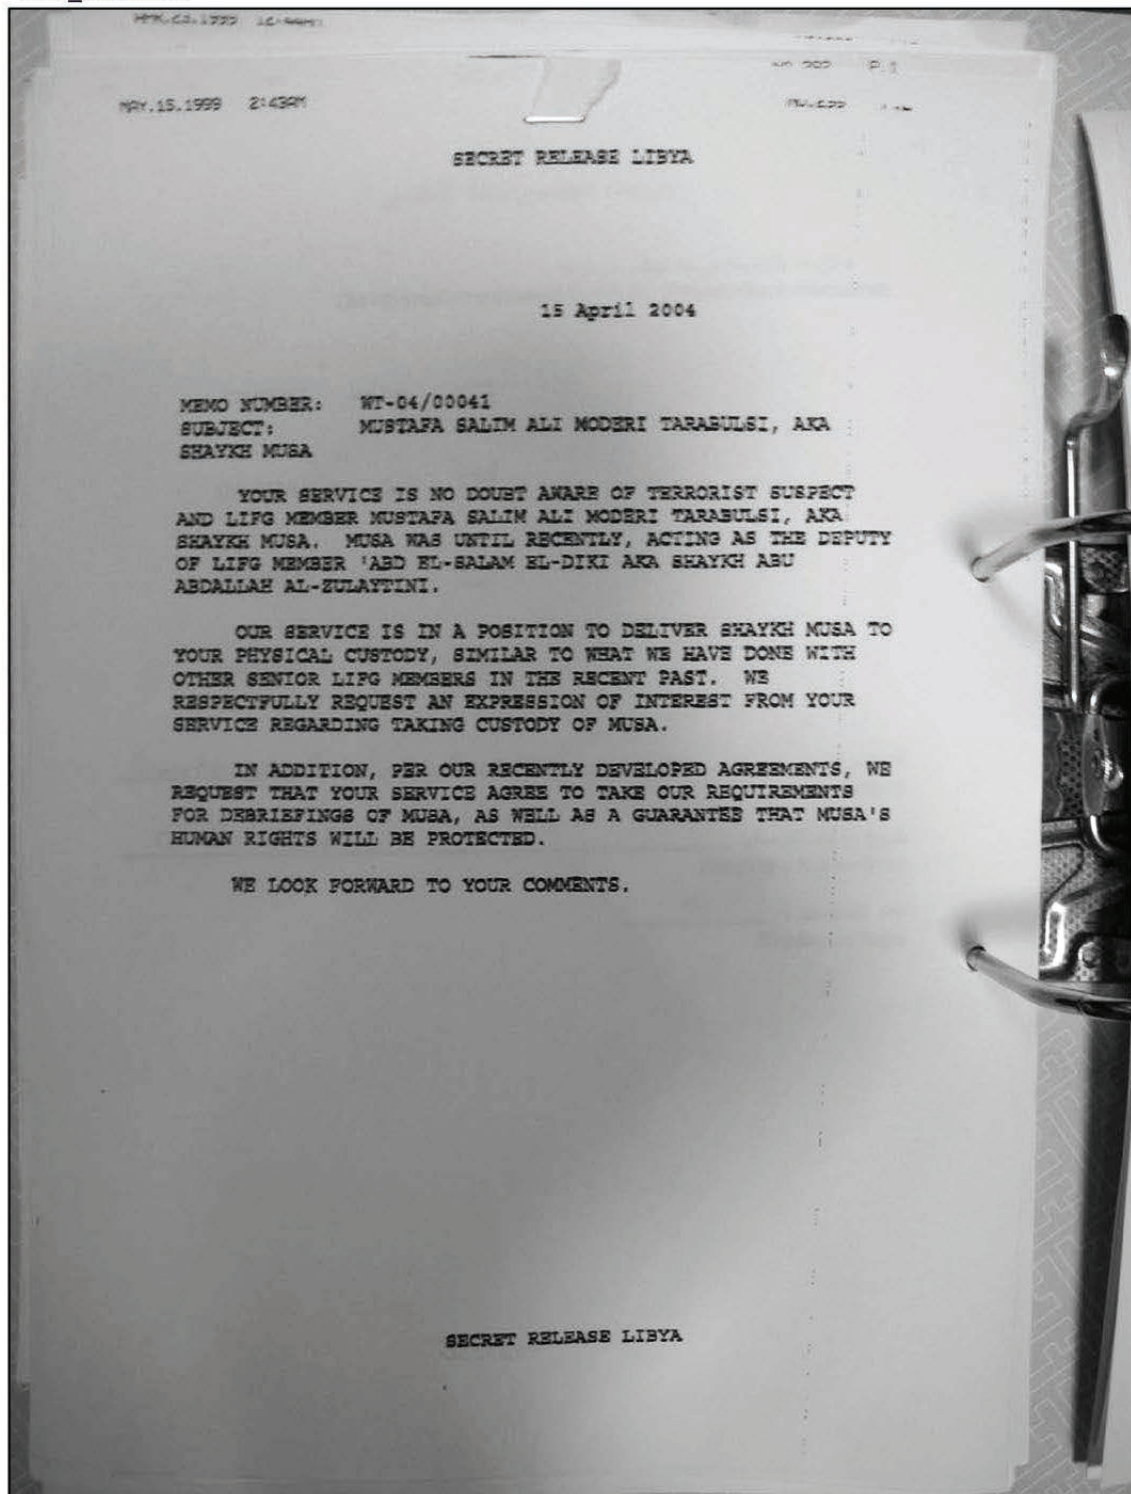 MAY.15.1999 2:43AM
P.1
SECRET RELEASE LIBYA
15 April 2004
MEMO NUMBER: WT-04/00041
SUBJECT: MUSTAFA SALIM ALI MODERI TARABULSI, AKA
SHAYKH MUSA
YOUR SERVICE IS NO DOUBT AWARE OF TERRORIST SUSPECT
AND LIFG MEMBER MUSTAFA SALIM ALI MODERI TARABULSI, AKA
SHAYKH MUSA. MUSA WAS UNTIL RECENTLY, ACTING AS THE DEPUTY
OF LIFG MEMBER 'ABD EL-SALAM EL-DIKI AKA SHAYKH ABU
ABDALLAH AL-ZULAYTINI.
OUR SERVICE IS IN A POSITION TO DELIVER SHAYKH MUSA TO
YOUR PHYSICAL CUSTODY, SIMILAR TO WHAT WE HAVE DONE WITH
OTHER SENIOR LIFG MEMBERS IN THE RECENT PAST. WE
RESPECTFULLY REQUEST AN EXPRESSION OF INTEREST FROM YOUR
SERVICE REGARDING TAKING CUSTODY OF MUSA.
IN ADDITION, PER OUR RECENTLY DEVELOPED AGREEMENTS, WE
REQUEST THAT YOUR SERVICE AGREE TO TAKE OUR REQUIREMENTS
FOR DEBRIEFINGS OF MUSA, AS WELL AS A GUARANTEE THAT MUSA'S
HUMAN RIGHTS WILL BE PROTECTED.
WE LOOK FORWARD TO YOUR COMMENTS.
SECRET RELEASE LIBYA